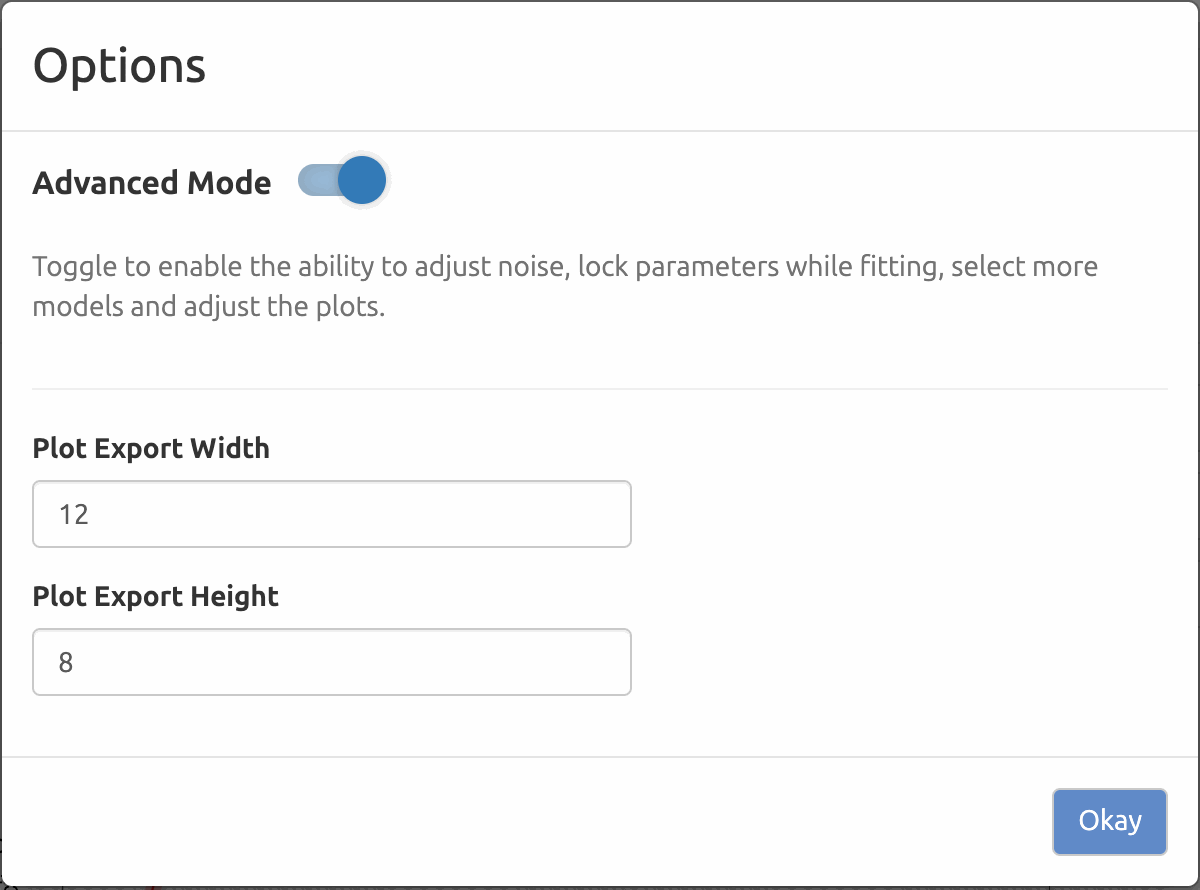 Options
Advanced Mode
Toggle to enable the ability to adjust noise, lock parameters while fitting, select more
models and adjust the plots.
Plot Export Width
12
Plot Export Height
8
Okay